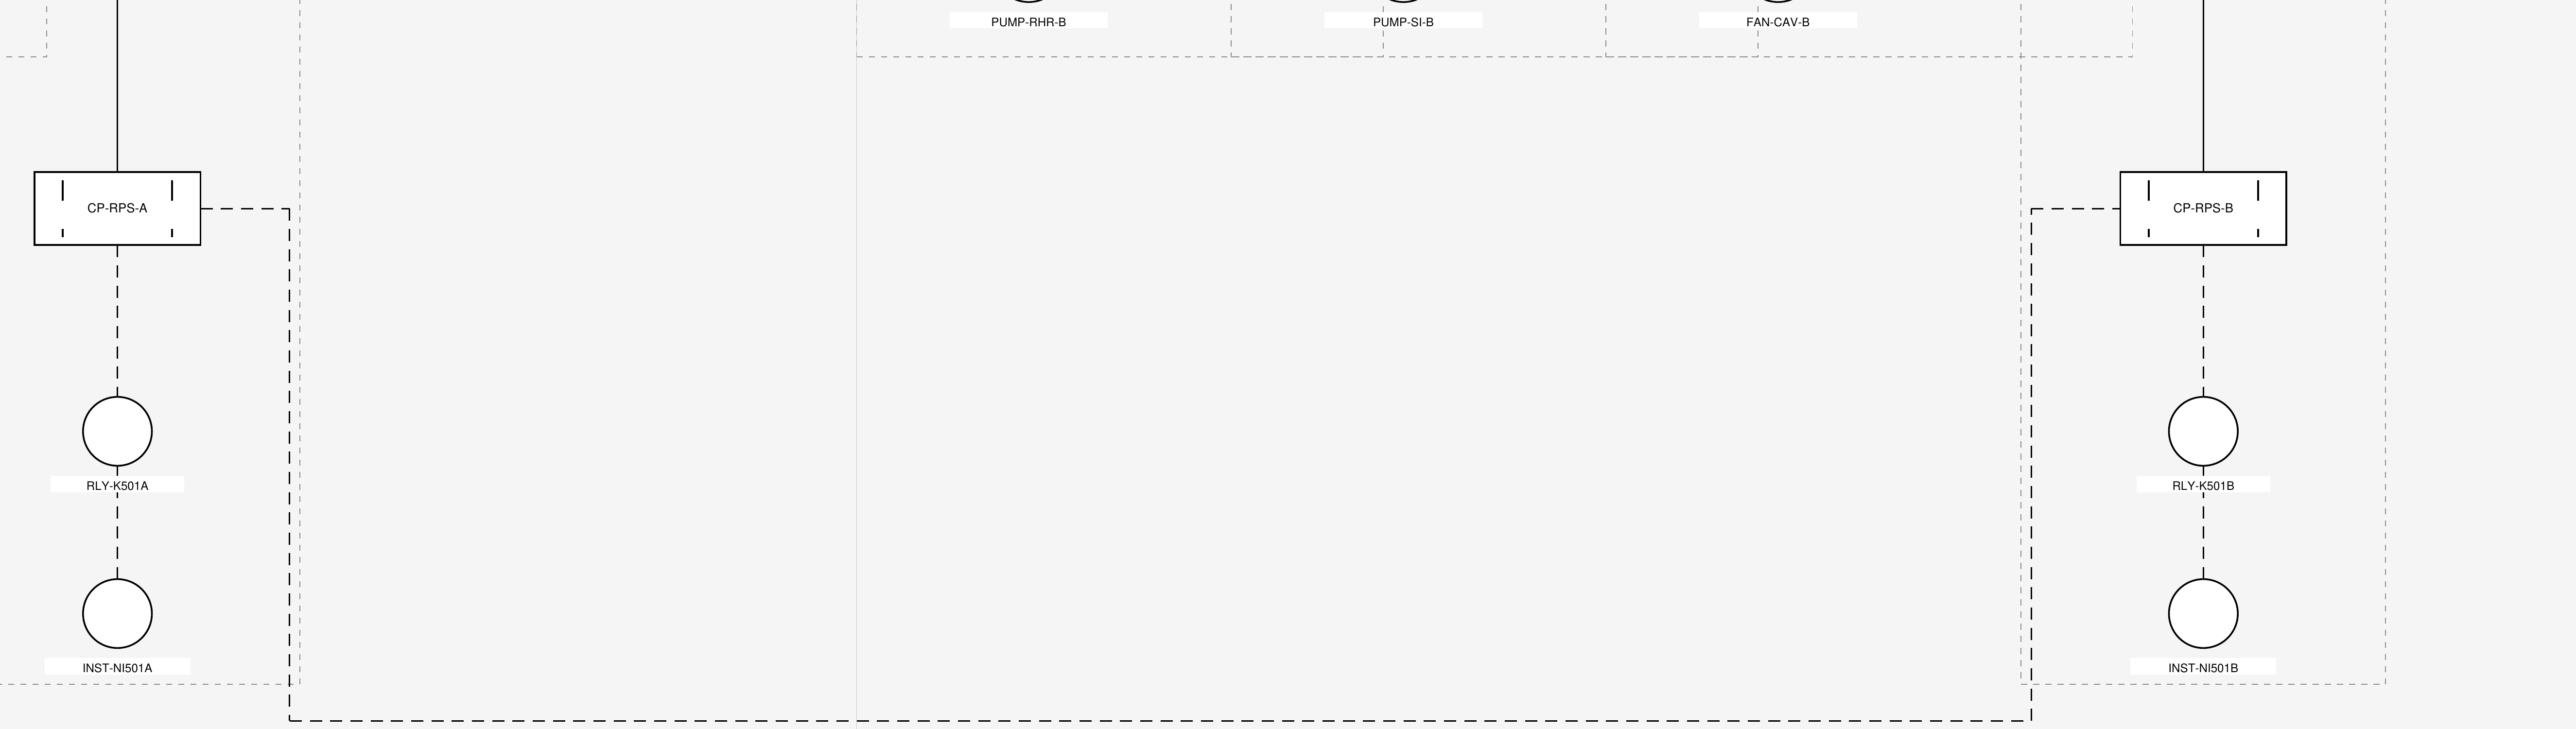 PUMP-RHR-B
PUMP-SI-B
FAN-CAV-B
CP-RPS-A
CP-RPS-B
RLY-K501A
RLY-K501B
INST-NI501A
INST-NI501B